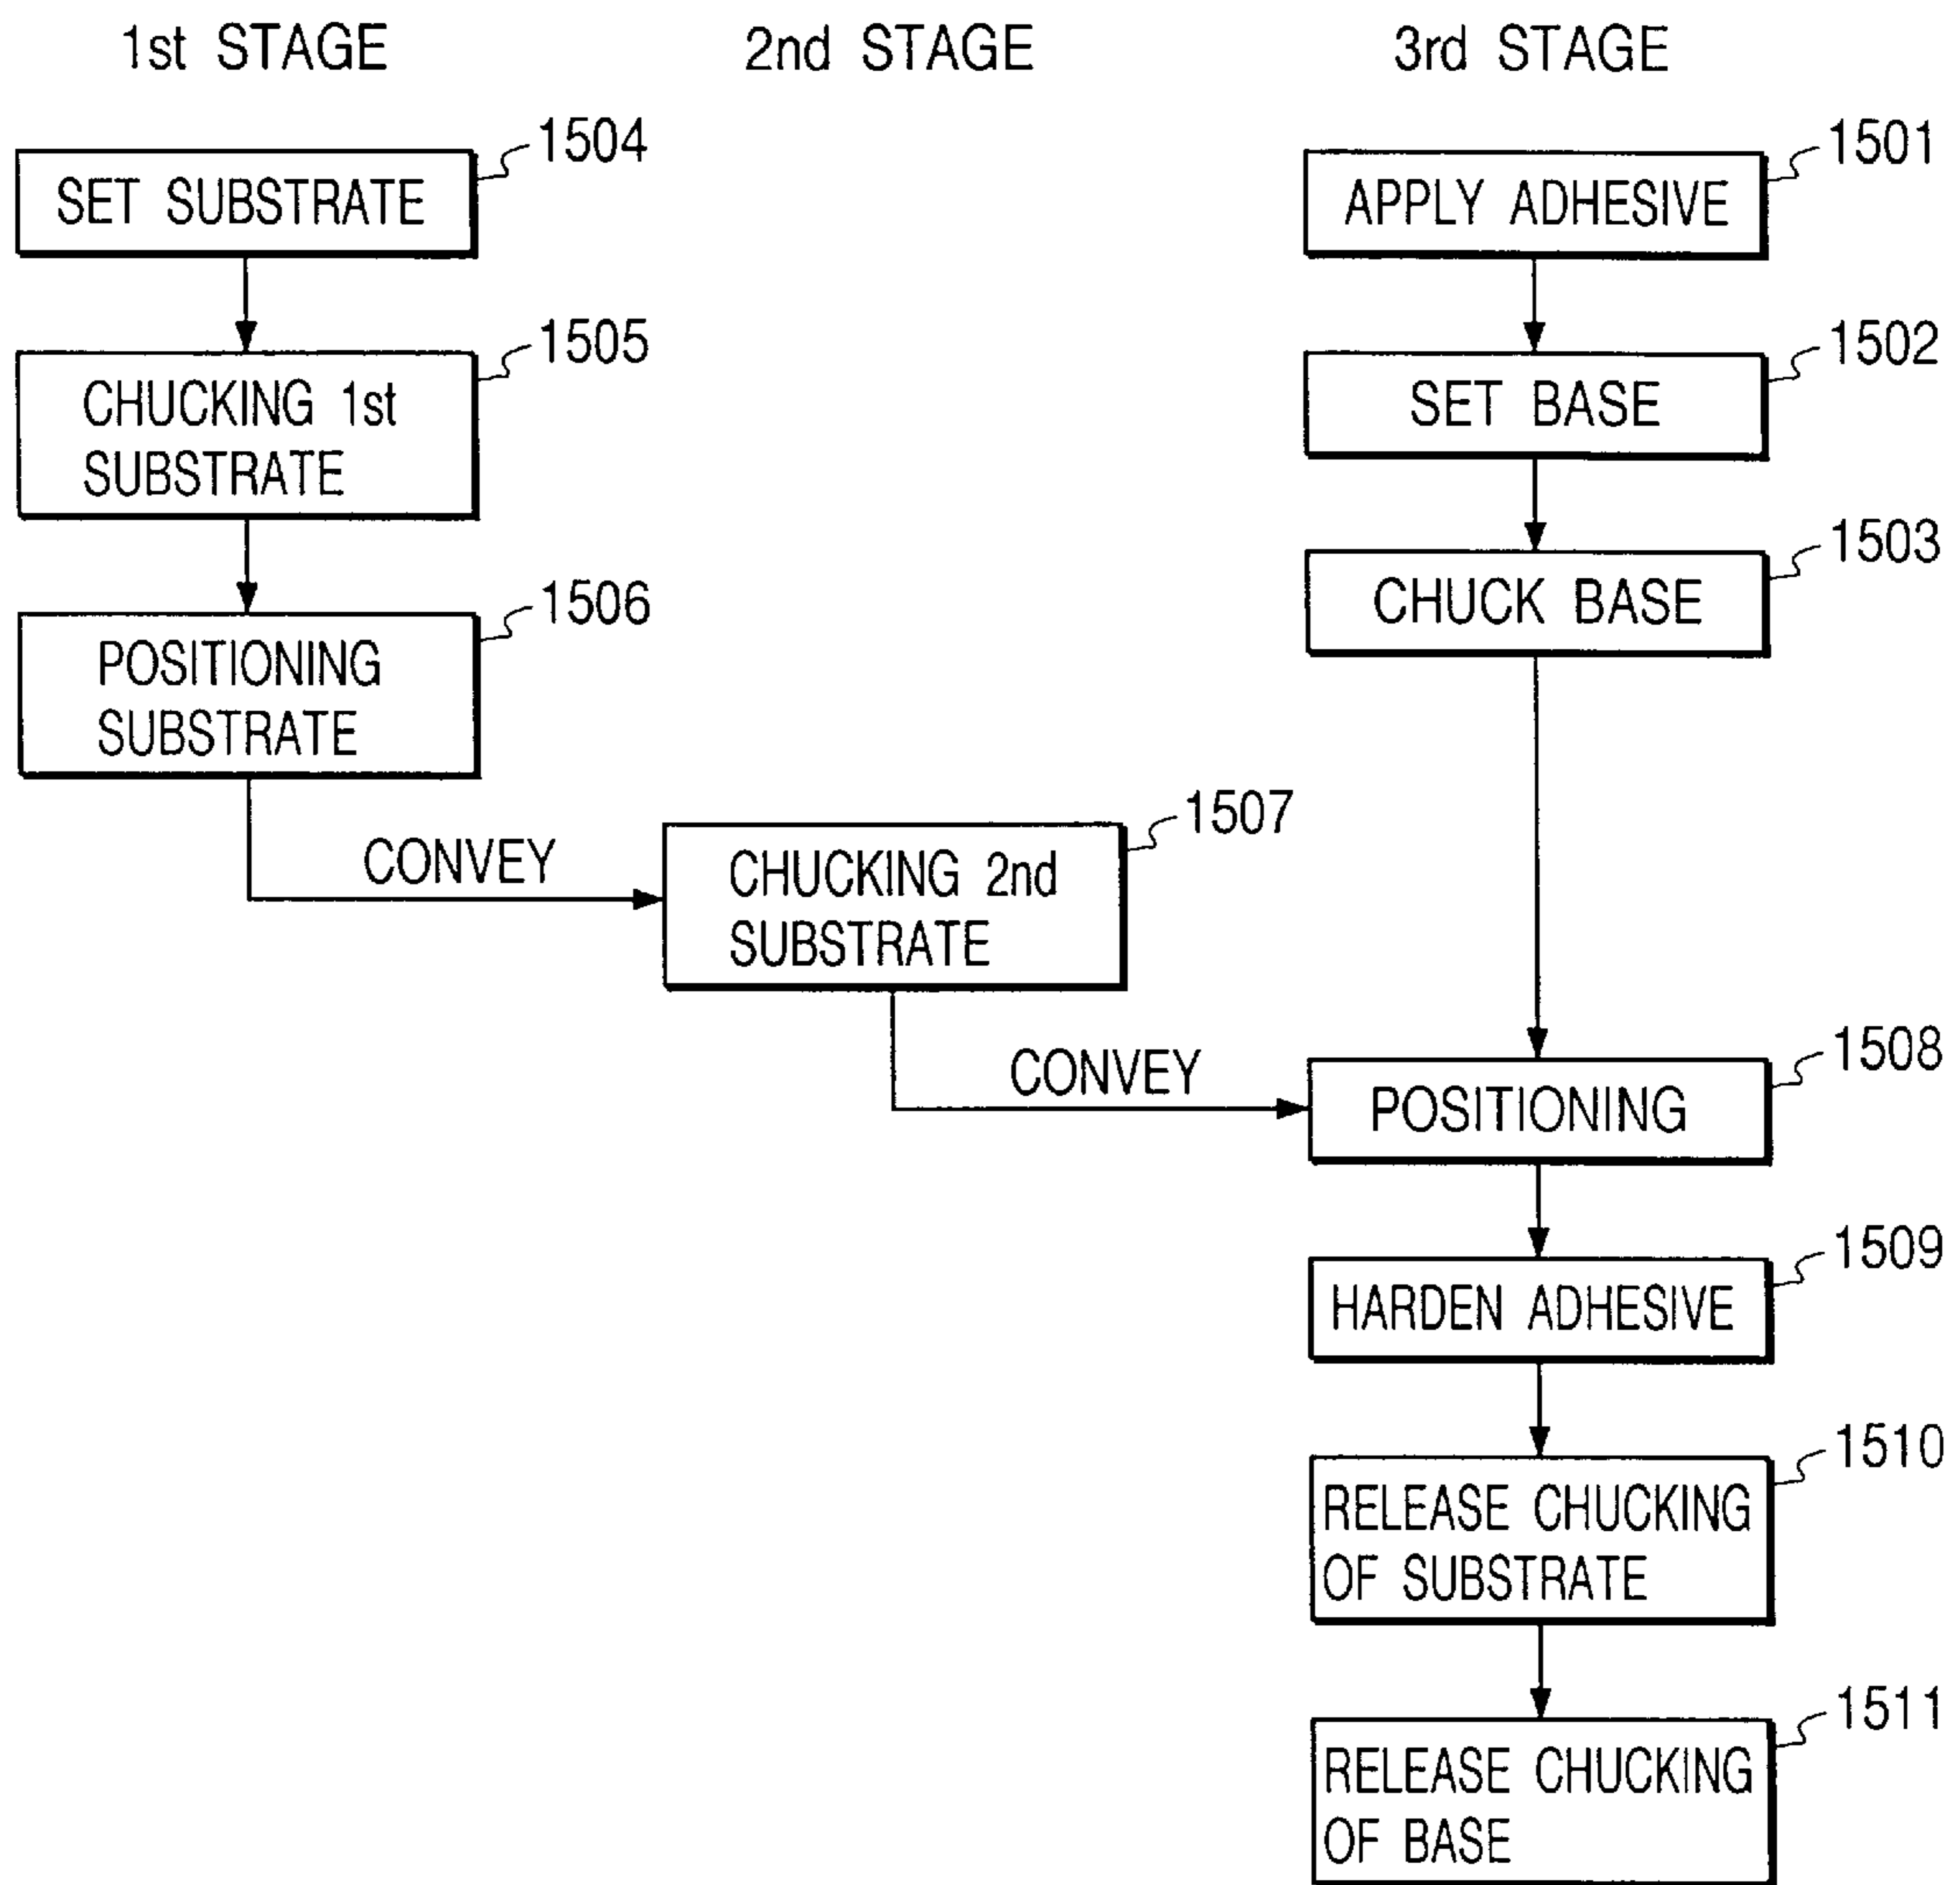 1st STAGE
2nd STAGE
3rd STAGE
1504
SET SUBSTRATE
1505
CHUCKING 1st
SUBSTRATE
1506
POSITIONING
SUBSTRATE
CONVEY
1507
CHUCKING 2nd
SUBSTRATE
CONVEY
1501
APPLY ADHESIVE
1502
SET BASE
1503
CHUCK BASE
1508
POSITIONING
1509
HARDEN ADHESIVE
1510
RELEASE CHUCKING
OF SUBSTRATE
1511
RELEASE CHUCKING
OF BASE